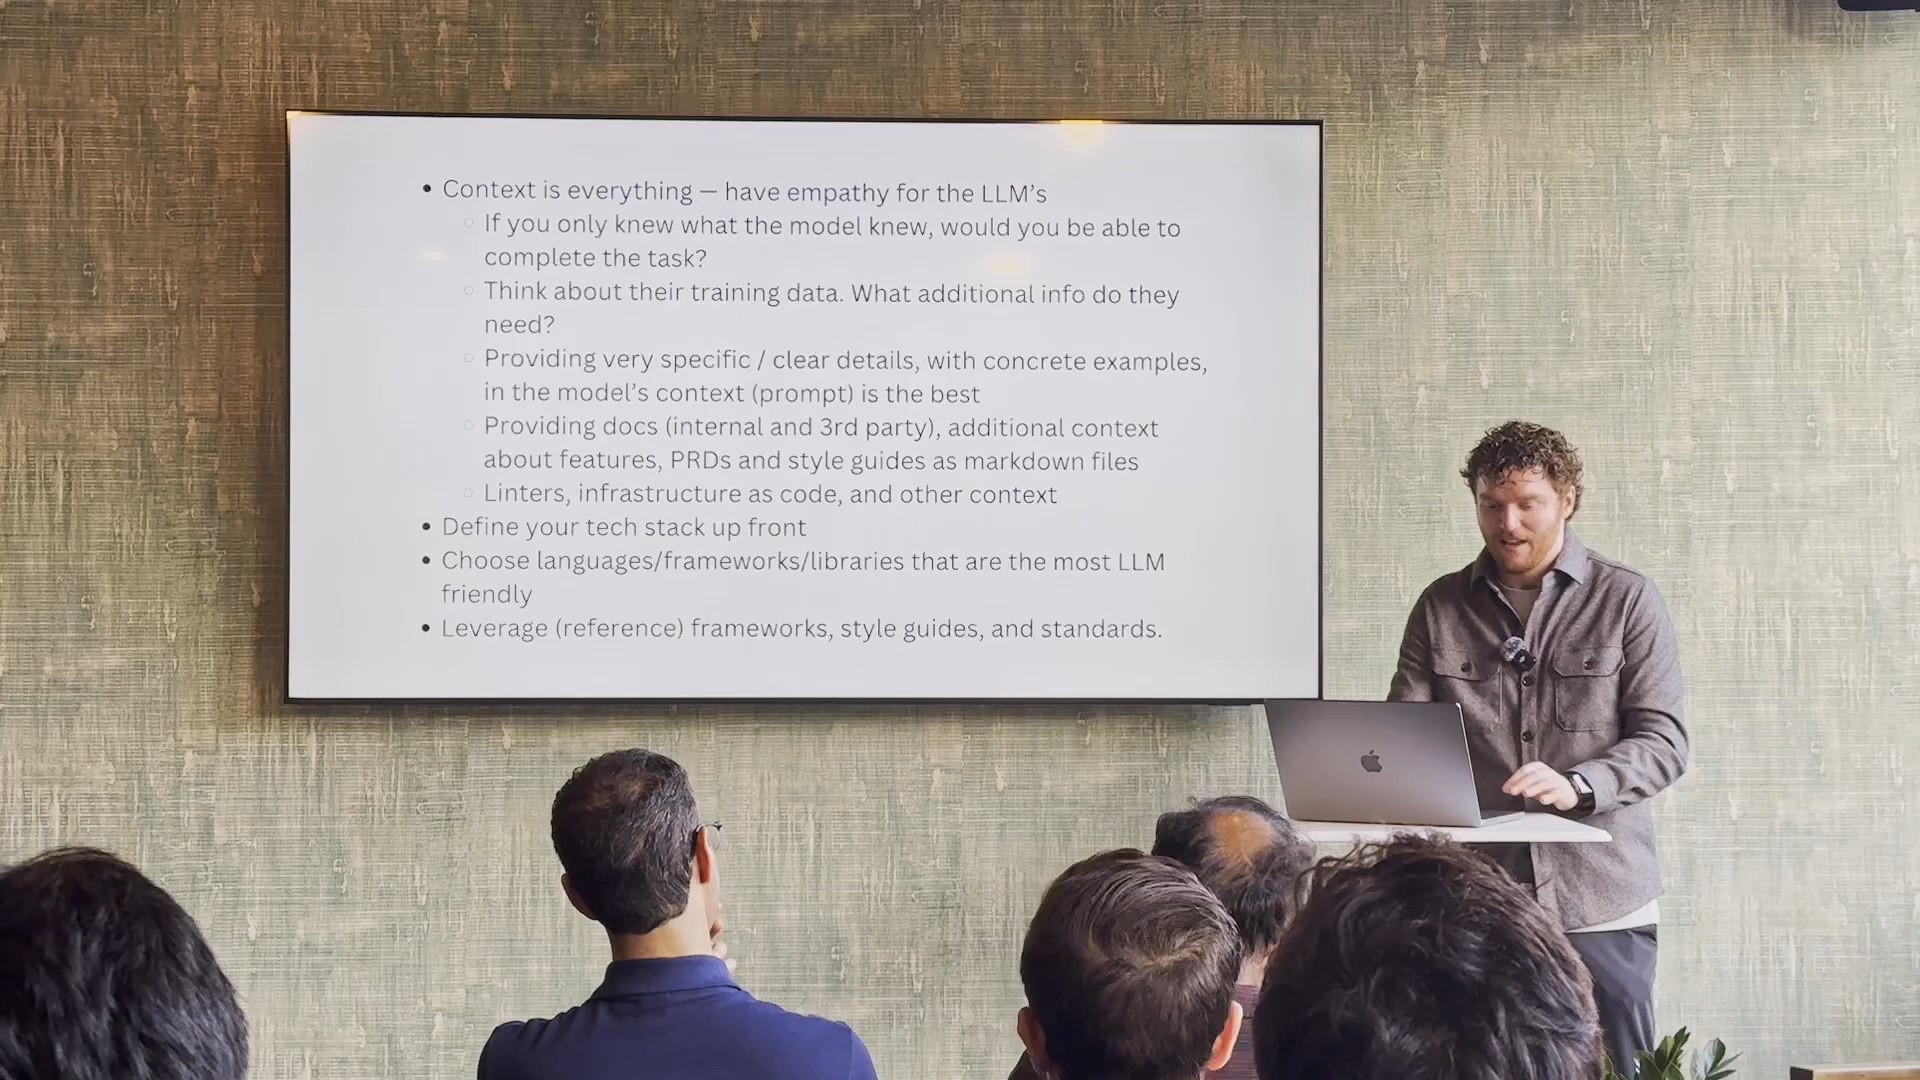 • Context is everything — have empathy for the LLM's
○ If you only knew what the model knew, would you be able to
complete the task?
○ Think about their training data. What additional info do they
need?
○ Providing very specific / clear details, with concrete examples,
in the model's context (prompt) is the best
○ Providing docs (internal and 3rd party), additional context
about features, PRDs and style guides as markdown files
○ Linters, infrastructure as code, and other context
• Define your tech stack up front
• Choose languages/frameworks/libraries that are the most LLM
friendly
• Leverage (reference) frameworks, style guides, and standards.